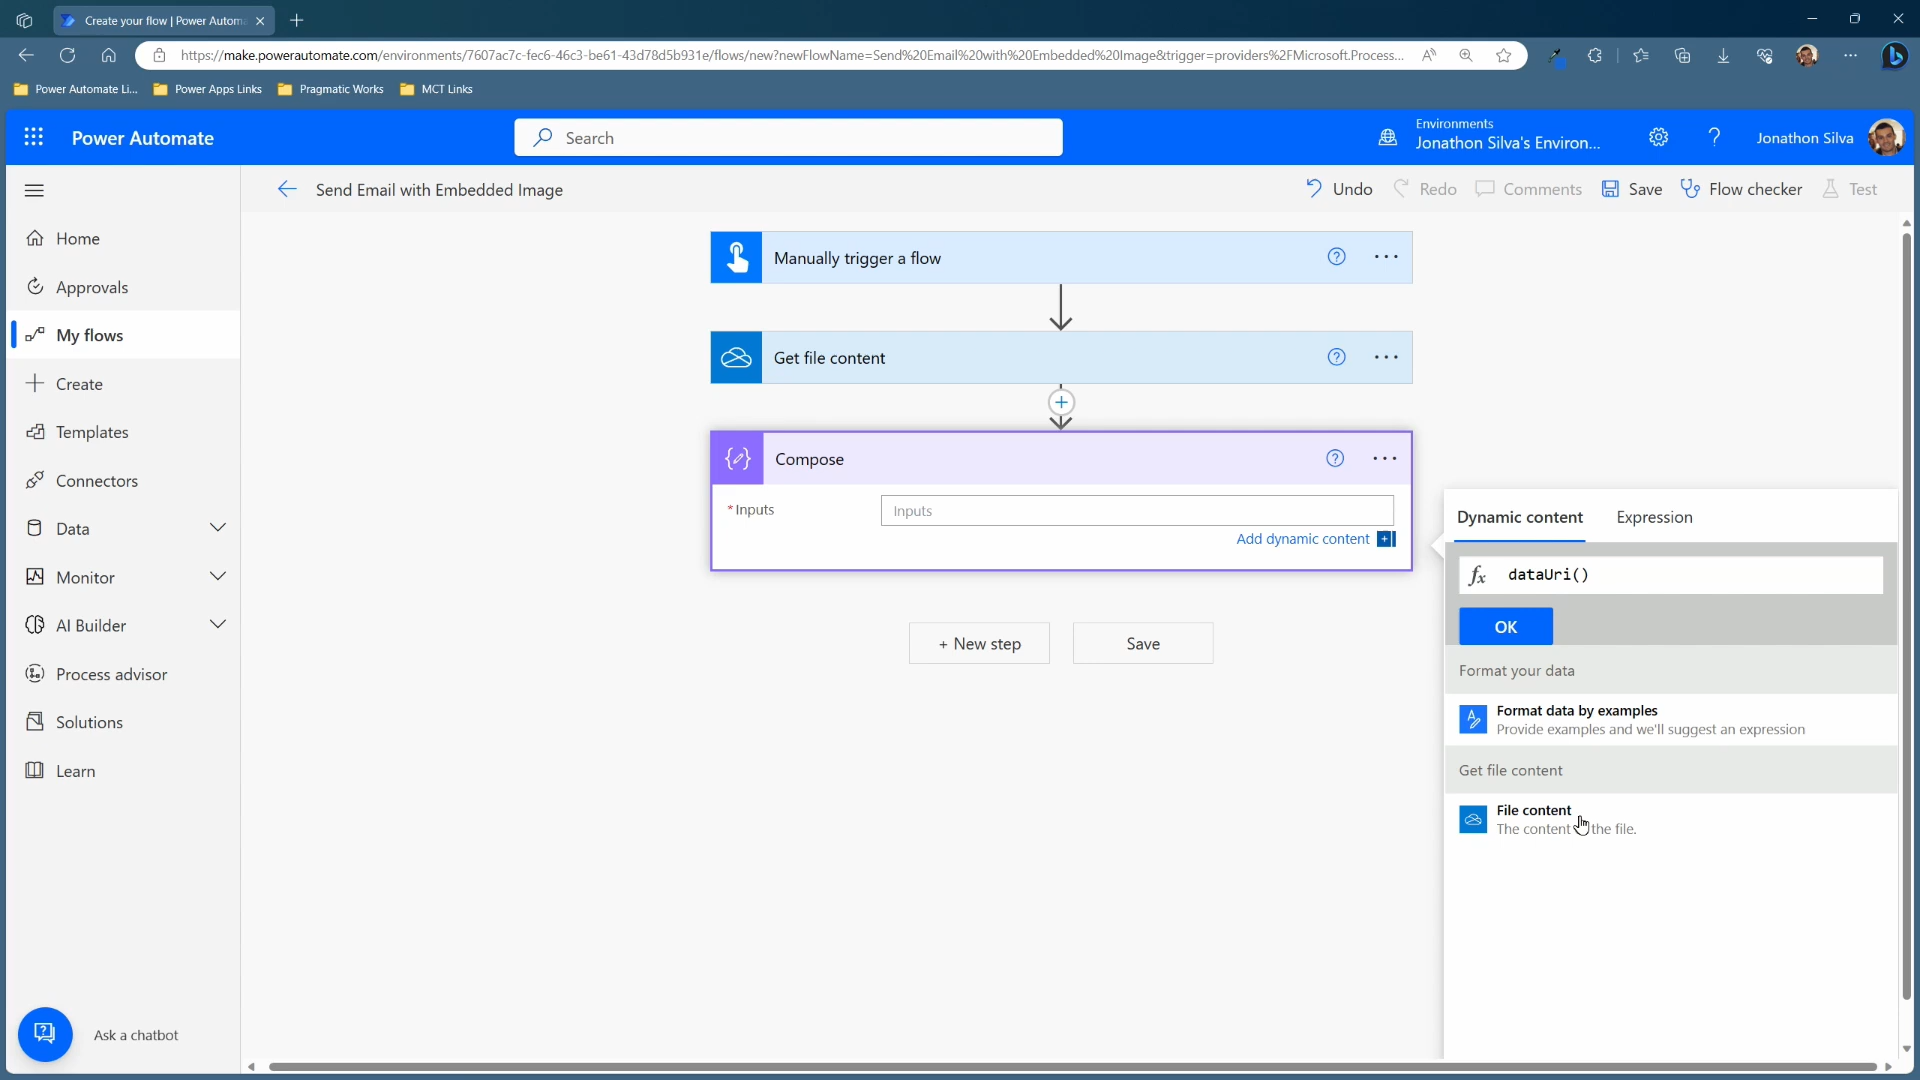 Create your flow | Power Autom
https://make.powerautomate.com/environments/7607ac7c-fec6-46c3-be61-43d78d5b931e/flows/new?newFlowName=Send%20Email%20with%20Embedded%20Image&trigger=providers%2FMicrosoft.Process...
Power Automate Li...
Power Apps Links
Pragmatic Works
MCT Links
Power Automate
Search
Environments
Jonathon Silva's Environ...
?
Jonathon Silva
Send Email with Embedded Image
Undo
Redo
Comments
Save
Flow checker
Test
Home
Approvals
My flows
Create
Templates
Connectors
Data
Monitor
AI Builder
Process advisor
Solutions
Learn
Ask a chatbot
Manually trigger a flow
Get file content
Compose
* Inputs
Inputs
Add dynamic content
+ New step
Save
Dynamic content
Expression
fx dataUri()
OK
Format your data
Format data by examples
Provide examples and we'll suggest an expression
Get file content
File content
The content the file.